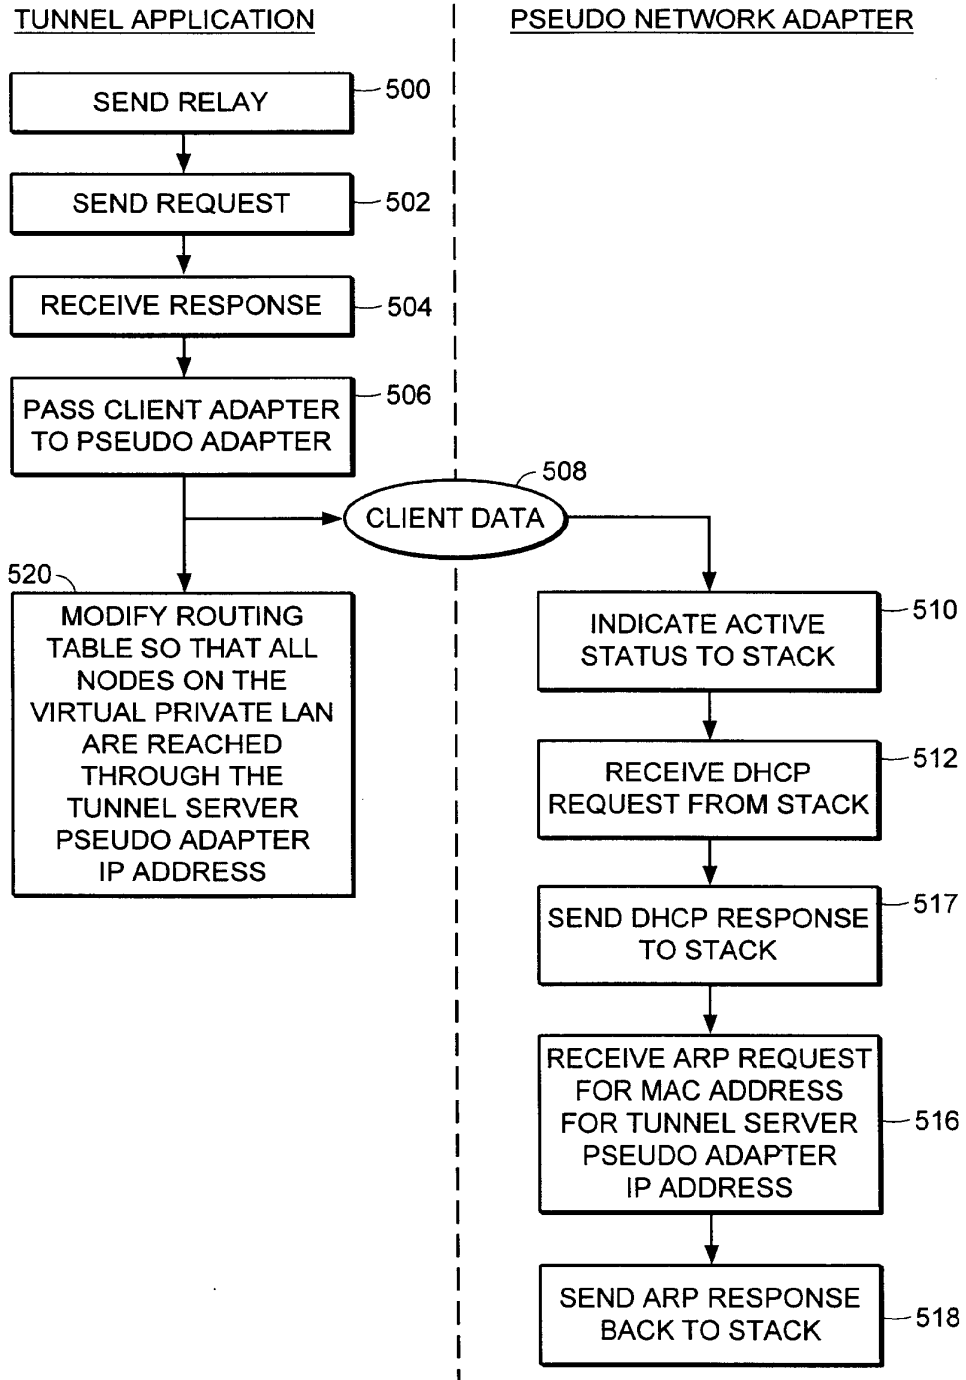 TUNNEL APPLICATION
PSEUDO NETWORK ADAPTER
SEND RELAY
500
SEND REQUEST
502
RECEIVE RESPONSE
504
PASS CLIENT ADAPTER
TO PSEUDO ADAPTER
506
CLIENT DATA
508
520
MODIFY ROUTING
TABLE SO THAT ALL
NODES ON THE
VIRTUAL PRIVATE LAN
ARE REACHED
THROUGH THE
TUNNEL SERVER
PSEUDO ADAPTER
IP ADDRESS
INDICATE ACTIVE
STATUS TO STACK
510
RECEIVE DHCP
REQUEST FROM STACK
512
SEND DHCP RESPONSE
TO STACK
517
RECEIVE ARP REQUEST
FOR MAC ADDRESS
FOR TUNNEL SERVER
PSEUDO ADAPTER
IP ADDRESS
516
SEND ARP RESPONSE
BACK TO STACK
518